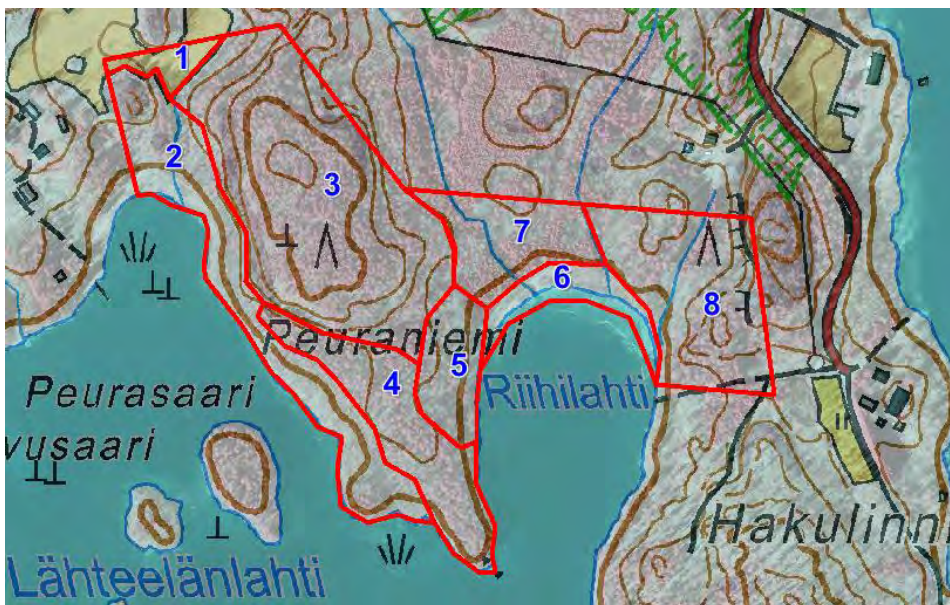 1
2
3
7
6
8
Peuraniemi
4
5
Riihilahti
Peurasaari
vusaari
Hakulinn
Lähteelänlahti